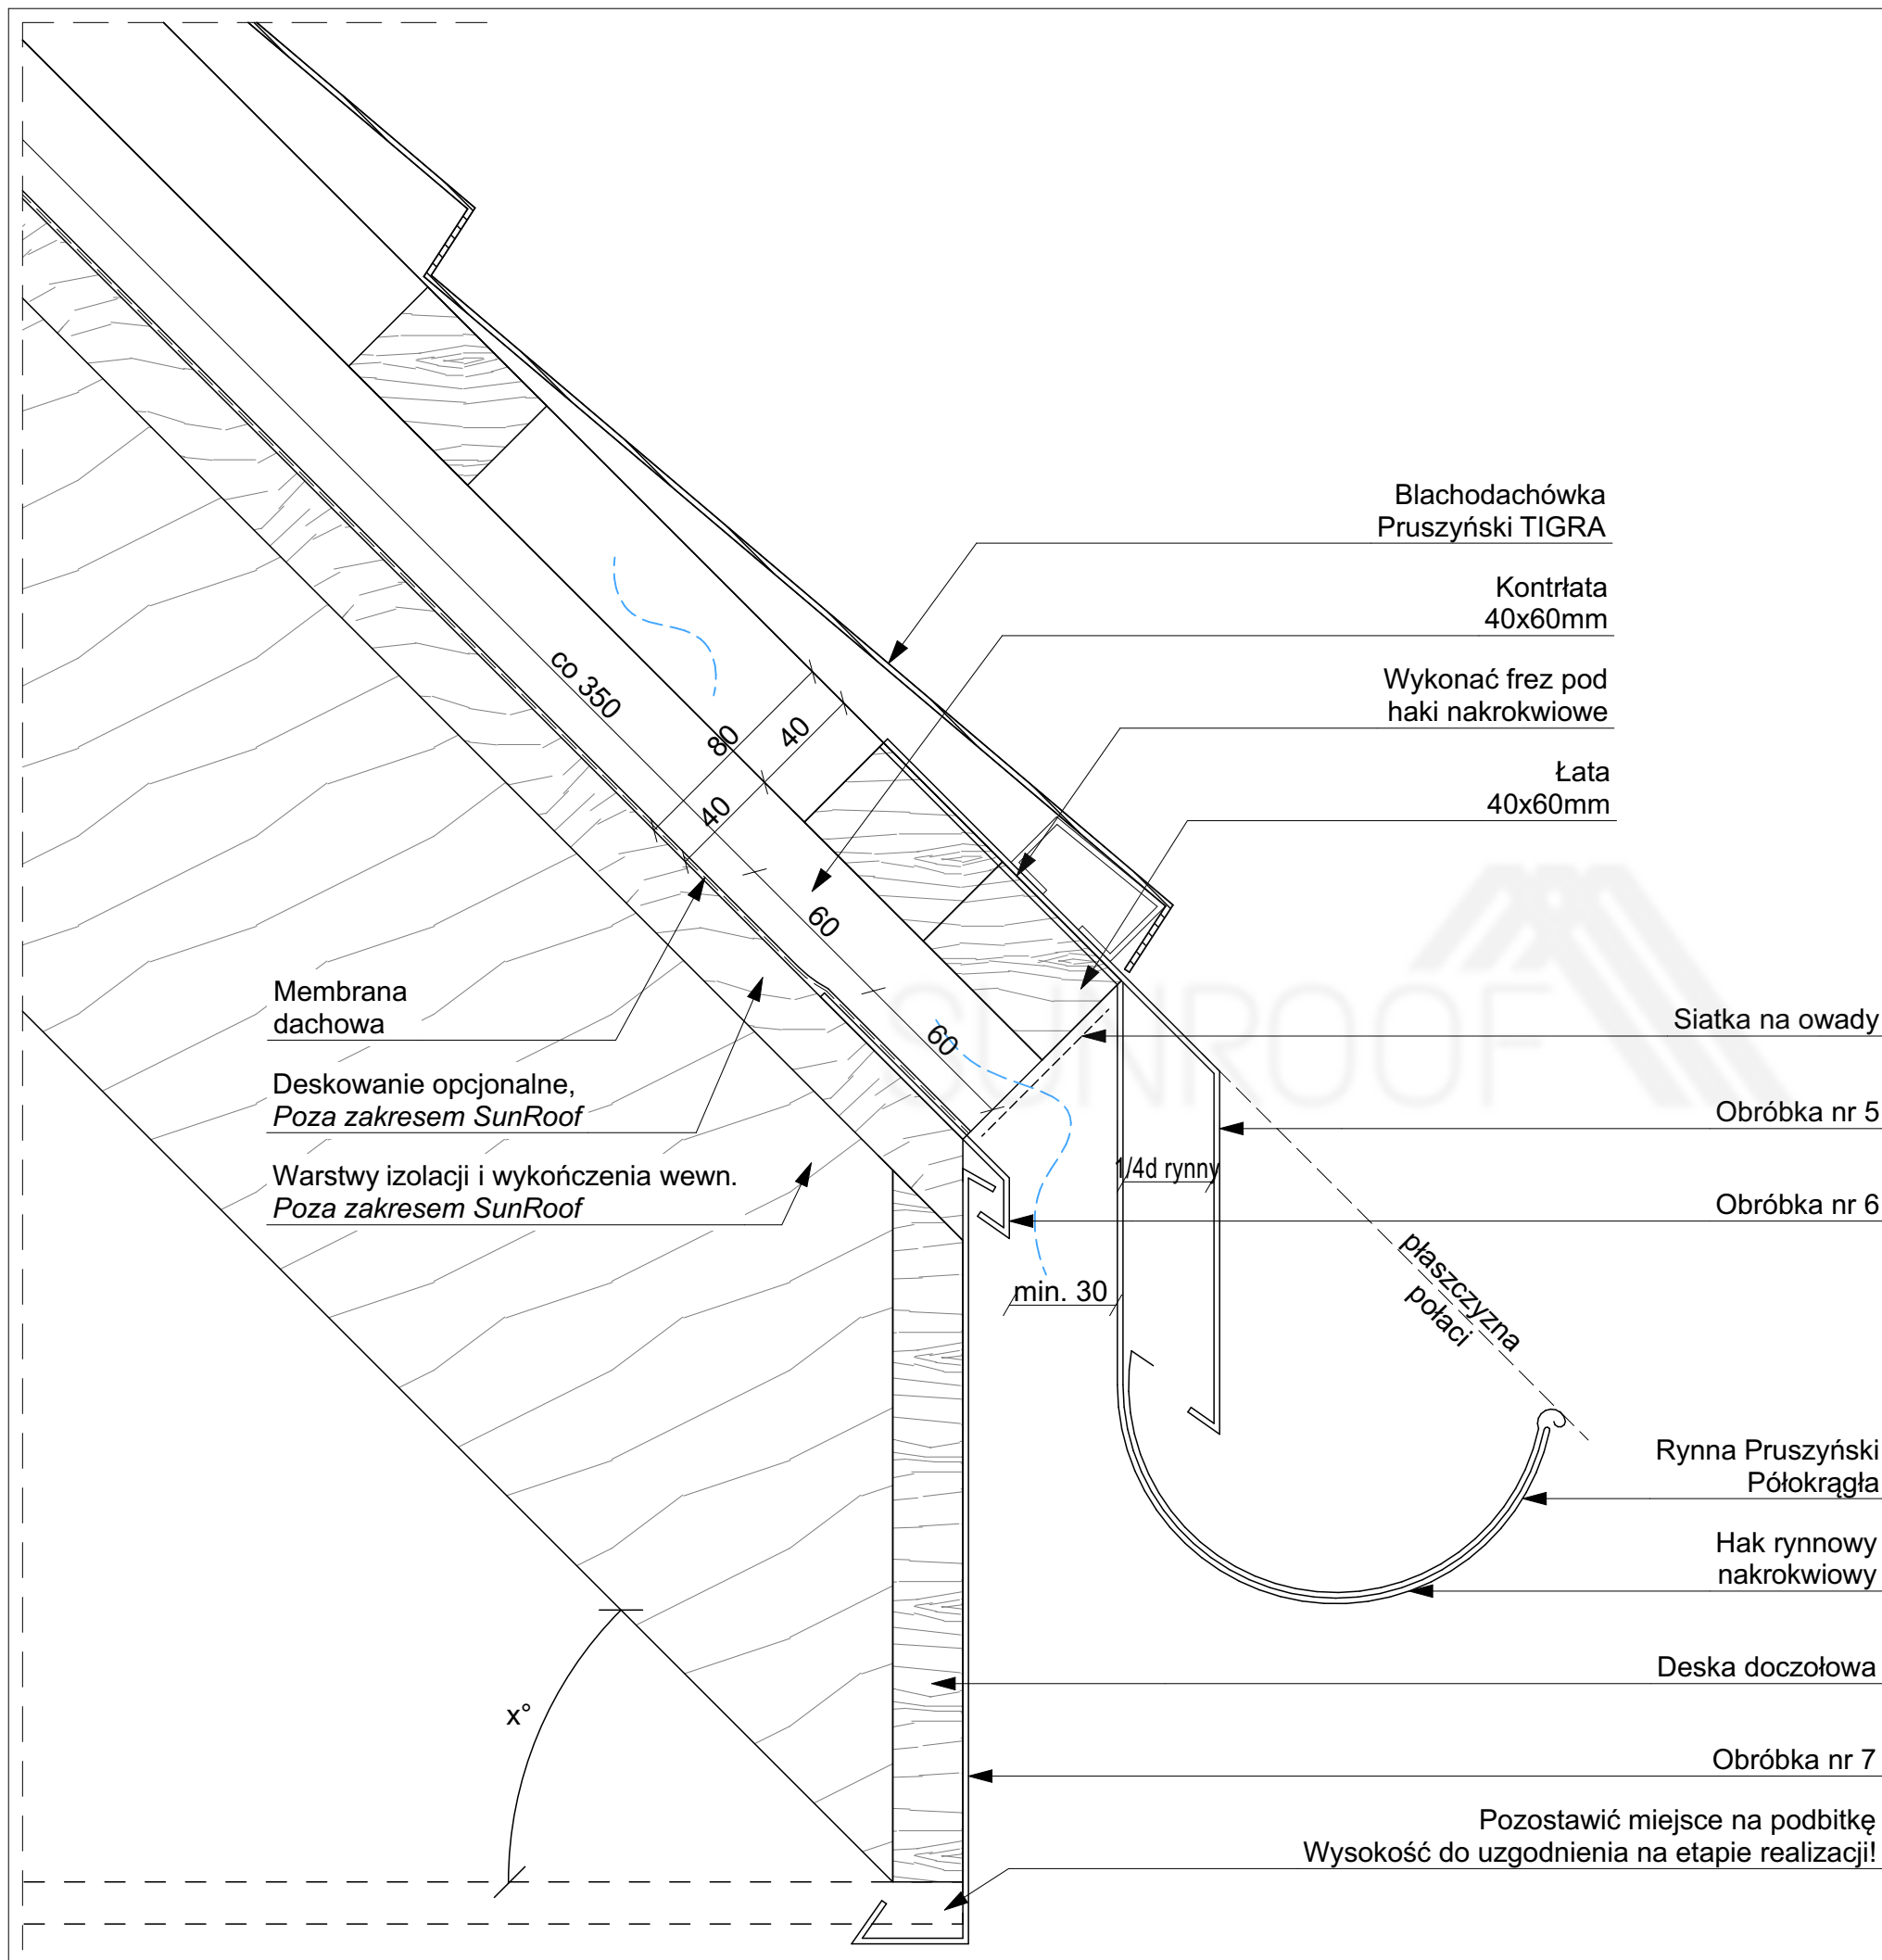 Blachodachówka
Pruszyński TIGRA
Kontrłata
40x60mm
Wykonać frez pod
haki nakrokwiowe
Łata
40x60mm
co 350
80
40
40
60
60
SUNROOF
Membrana
dachowa
Siatka na owady
Deskowanie opcjonalne,
Poza zakresem SunRoof
Obróbka nr 5
Warstwy izolacji i wykończenia wewn.
Poza zakresem SunRoof
1/4d rynny
Obróbka nr 6
min. 30
płaszczyzna
połaci
Rynna Pruszyński
Półokrągła
Hak rynnowy
nakrokwiowy
Deska doczołowa
x°
Obróbka nr 7
Pozostawić miejsce na podbitkę
Wysokość do uzgodnienia na etapie realizacji!